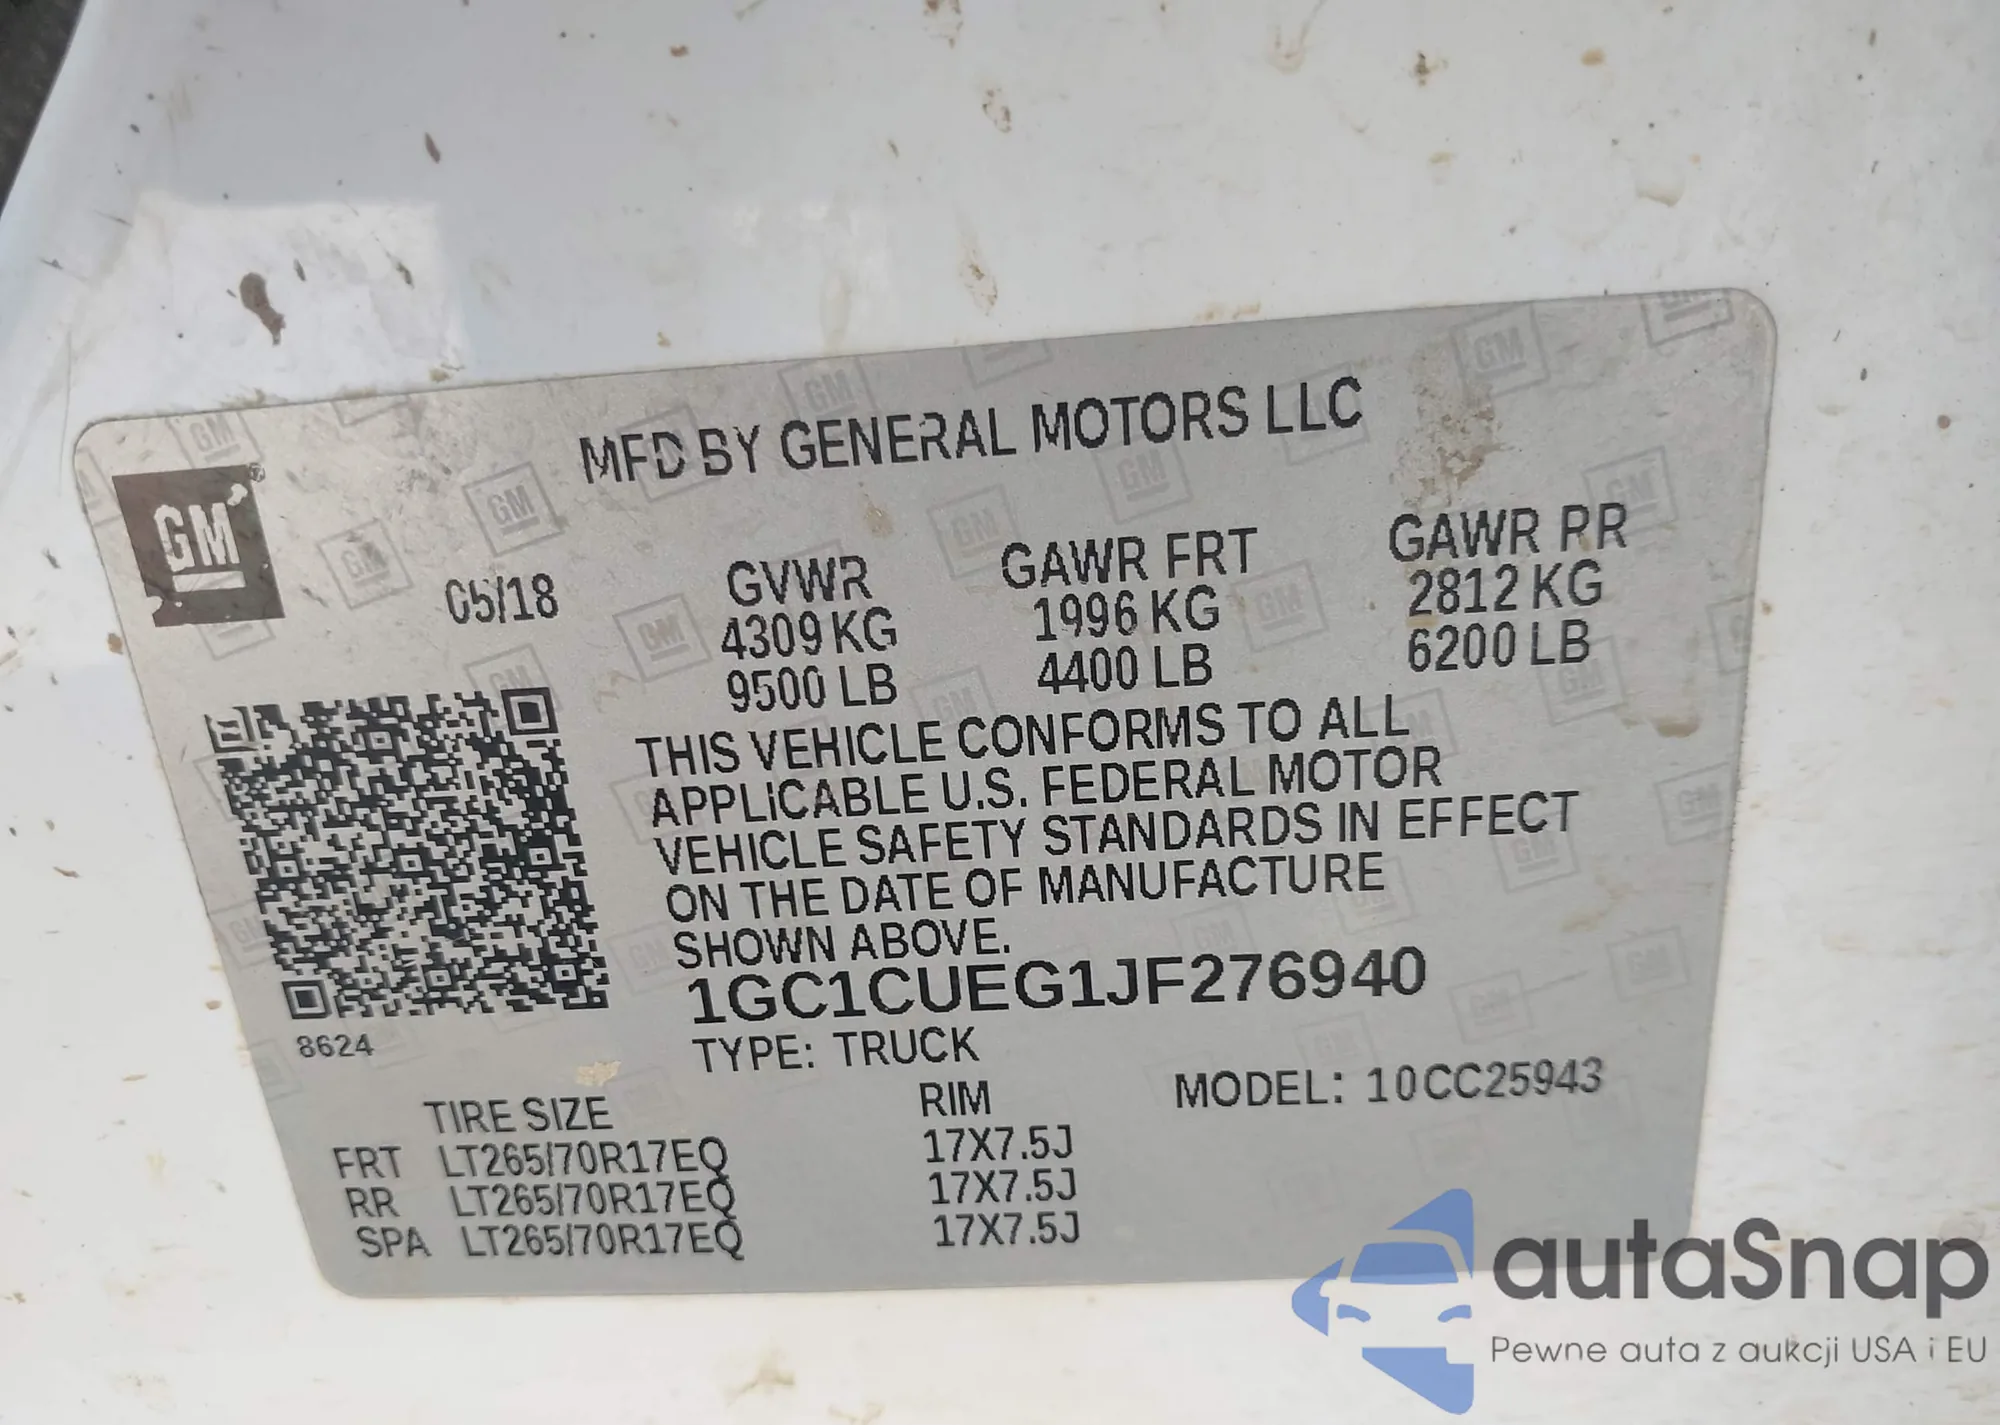 MFD BY GENERAL MOTORS LLC
GM
05/18
GVWR GAWR FRT GAWR RR
4309 KG 1996 KG 2812 KG
9500 LB 4400 LB 6200 LB
THIS VEHICLE CONFORMS TO ALL
APPLICABLE U.S. FEDERAL MOTOR
VEHICLE SAFETY STANDARDS IN EFFECT
ON THE DATE OF MANUFACTURE
SHOWN ABOVE.
1GC1CUEG1JF276940
8624
TYPE: TRUCK
TIRE SIZE RIM MODEL: 10CC25943
FRT LT265/70R17EQ 17X7.5J
RR LT265/70R17EQ 17X7.5J
SPA LT265/70R17EQ 17X7.5J
autaSnap
Pewne auta z aukcji USA i EU